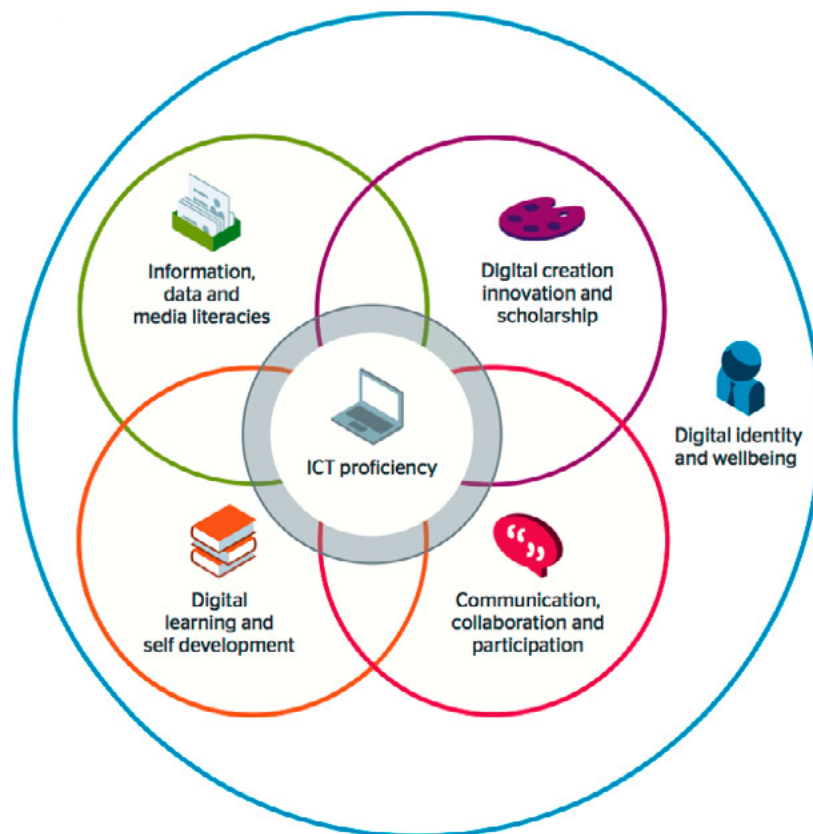 Information,
data and
media literacies
Digital creation
innovation and
scholarship
Digital identity
and wellbeing
ICT proficiency
Digital
learning and
self development
Communication,
collaboration and
participation